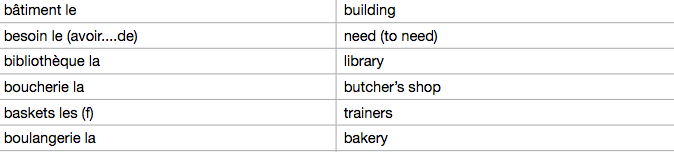 bâtiment le building
besoin le (avoir....de) need (to need)
bibliothèque la library
boucherie la butcher’s shop
baskets les (f) trainers
boulangerie la bakery